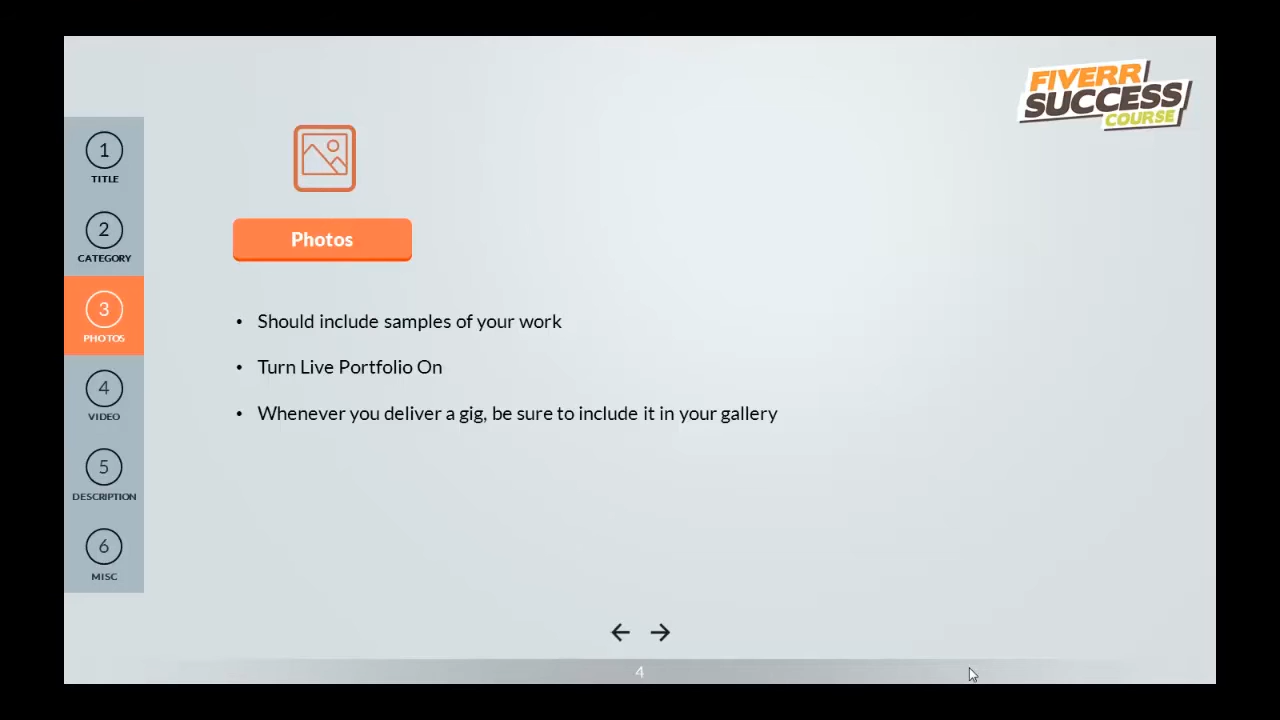 FIVERR
SUCCESS
COURSE
1
TITLE
2
CATEGORY
3
PHOTOS
4
VIDEO
5
DESCRIPTION
6
MISC
Photos
• Should include samples of your work
• Turn Live Portfolio On
• Whenever you deliver a gig, be sure to include it in your gallery
4